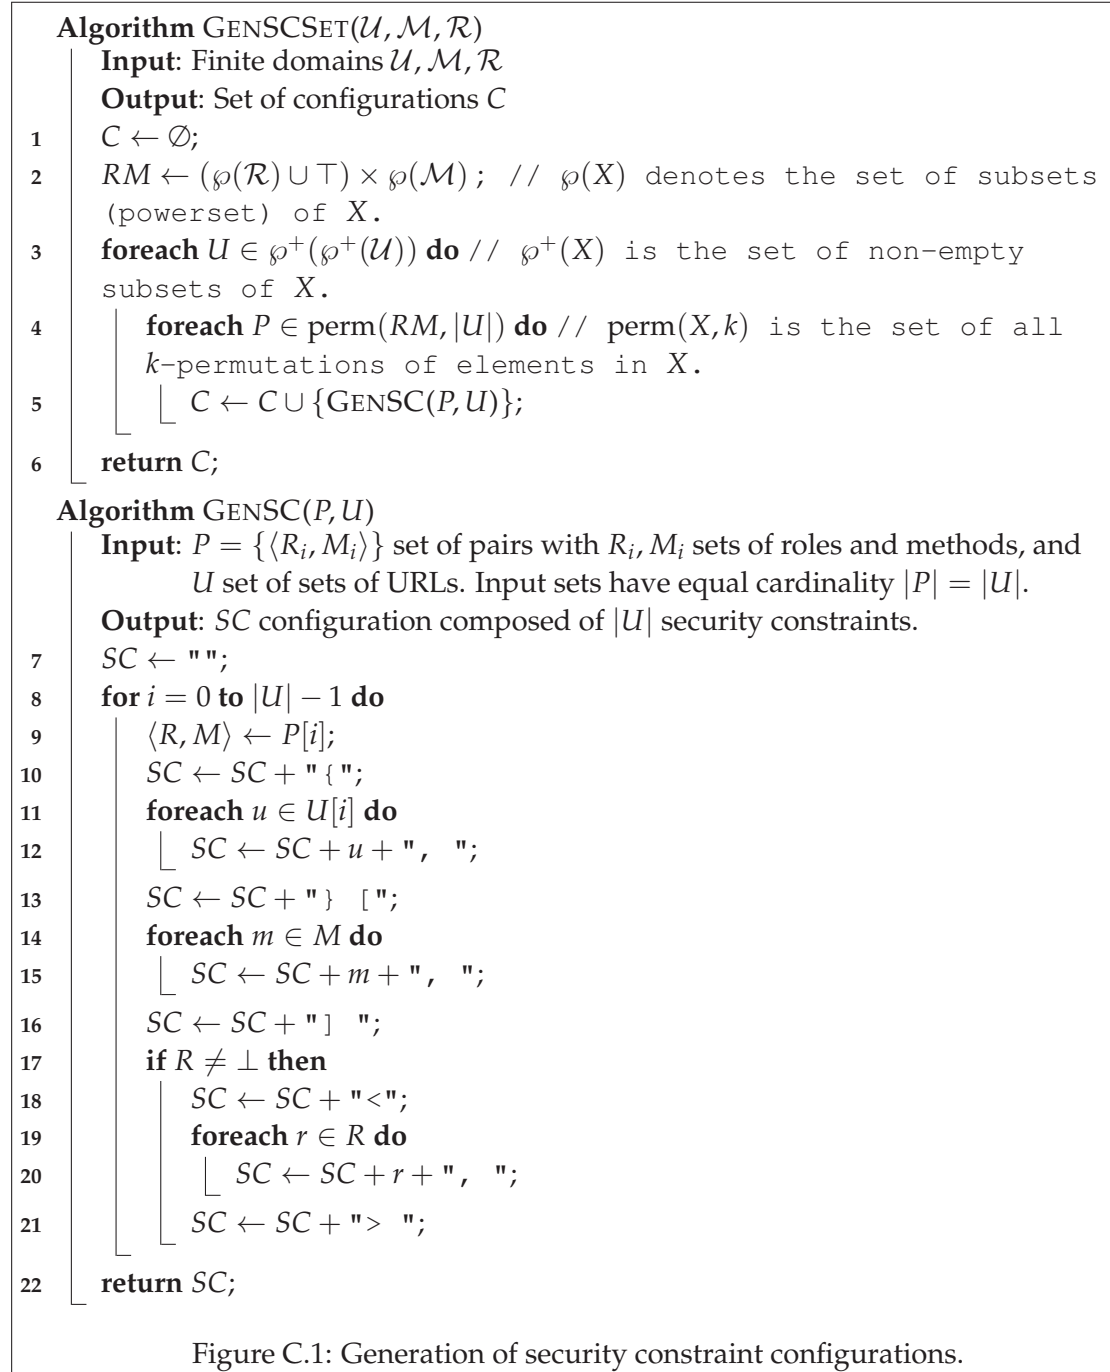 Algorithm GENSCSET(𝒰, ℳ, ℛ)
Input: Finite domains 𝒰, ℳ, ℛ
Output: Set of configurations C
1 C ← ∅;
2 RM ← (℘(ℛ) ∪ ⊤) × ℘(ℳ) ; // ℘(X) denotes the set of subsets
(powerset) of X.
3 foreach U ∈ ℘⁺(℘⁺(𝒰)) do // ℘⁺(X) is the set of non-empty
subsets of X.
4 foreach P ∈ perm(RM, |U|) do // perm(X, k) is the set of all
k-permutations of elements in X.
5 C ← C ∪ {GENSC(P, U)};
6 return C;
Algorithm GENSC(P, U)
Input: P = {⟨Rᵢ, Mᵢ⟩} set of pairs with Rᵢ, Mᵢ sets of roles and methods, and
U set of sets of URLs. Input sets have equal cardinality |P| = |U|.
Output: SC configuration composed of |U| security constraints.
7 SC ← "";
8 for i = 0 to |U| − 1 do
9 ⟨R, M⟩ ← P[i];
10 SC ← SC + "{";
11 foreach u ∈ U[i] do
12 SC ← SC + u + ", ";
13 SC ← SC + "} [";
14 foreach m ∈ M do
15 SC ← SC + m + ", ";
16 SC ← SC + "] ";
17 if R ≠ ⊥ then
18 SC ← SC + "<";
19 foreach r ∈ R do
20 SC ← SC + r + ", ";
21 SC ← SC + "> ";
22 return SC;
Figure C.1: Generation of security constraint configurations.